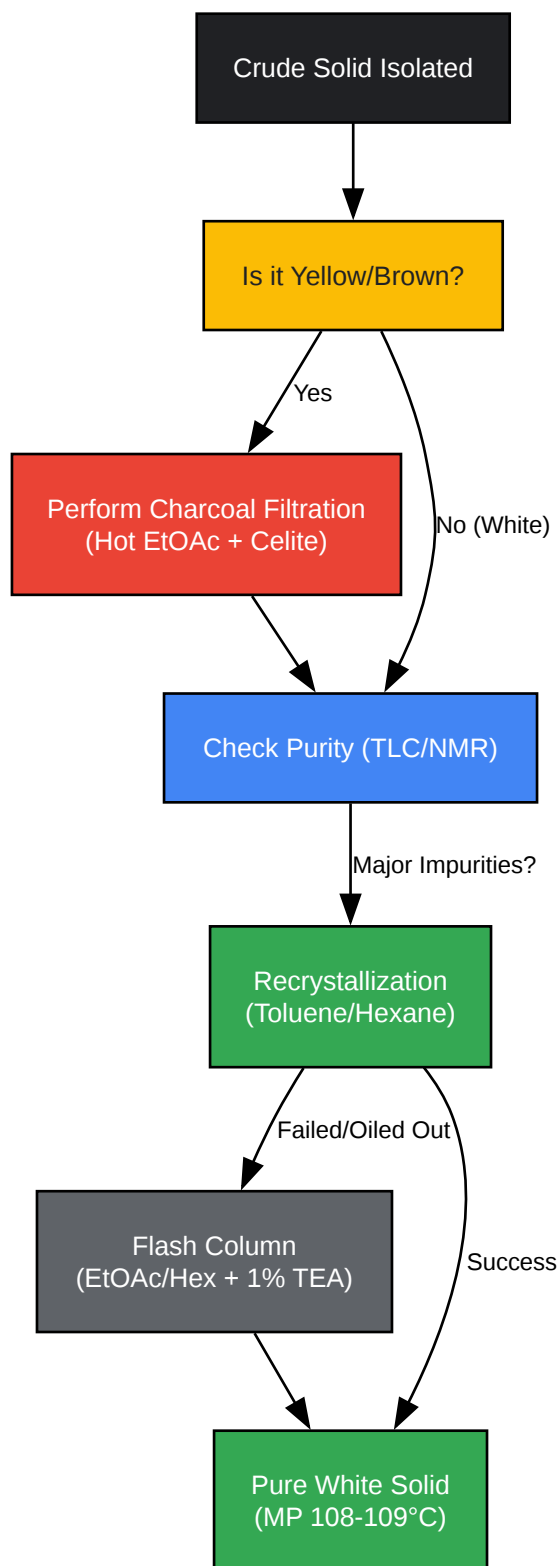 Crude Solid Isolated
Is it Yellow/Brown?
Yes
Perform Charcoal Filtration
(Hot EtOAc + Celite)
No (White)
Check Purity (TLC/NMR)
Major Impurities?
Recrystallization
(Toluene/Hexane)
Failed/Oiled Out
Flash Column
(EtOAc/Hex + 1% TEA)
Success
Pure White Solid
(MP 108-109°C)